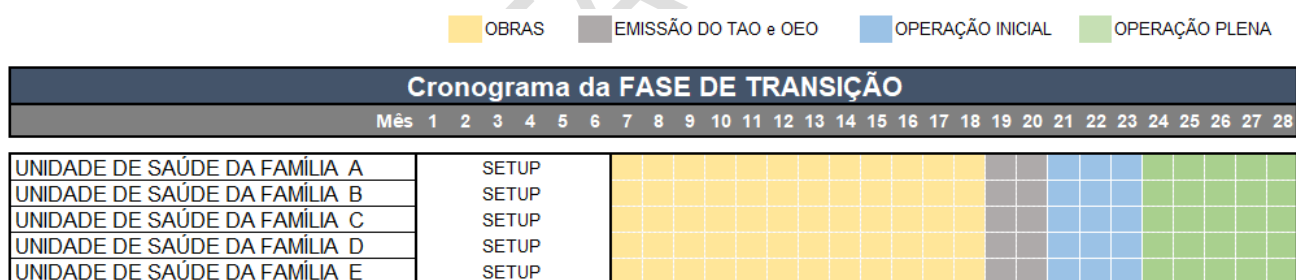 OBRAS EMISSÃO DO TAO e OEO OPERAÇÃO INICIAL OPERAÇÃO PLENA
Cronograma da FASE DE TRANSIÇÃO
Mês 1 2 3 4 5 6 7 8 9 10 11 12 13 14 15 16 17 18 19 20 21 22 23 24 25 26 27 28
UNIDADE DE SAÚDE DA FAMÍLIA A SETUP
UNIDADE DE SAÚDE DA FAMÍLIA B SETUP
UNIDADE DE SAÚDE DA FAMÍLIA C SETUP
UNIDADE DE SAÚDE DA FAMÍLIA D SETUP
UNIDADE DE SAÚDE DA FAMÍLIA E SETUP